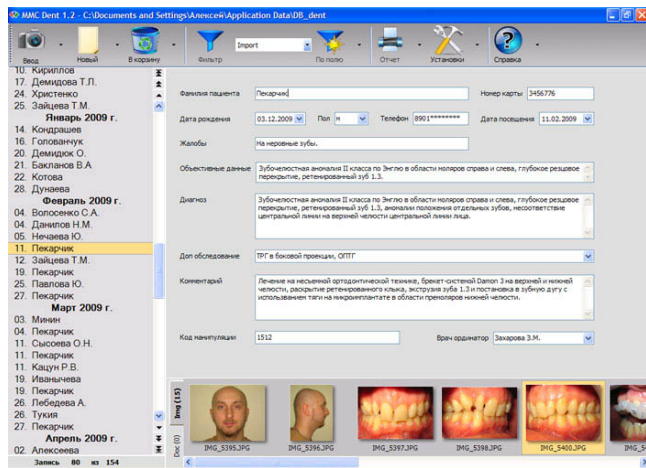 MMC Dent 1.2 - C:\Documents and Settings\Алексей\Application Data\DB_dent
Ввод
Новый
В корзину
Фильтр
Import
По полю
Отчет
Установки
Справка
10. Кириллов
17. Демидова Т.Л.
24. Христенко
25. Зайцева Т.М.
Январь 2009 г.
14. Кондрашев
16. Голованчук
20. Демидюк О.
21. Бакланов В.А
22. Котова
28. Дунаева
Февраль 2009 г.
04. Волосенко С.А.
04. Данилов Н.М.
05. Нечаева Ю.
11. Пекарчик
12. Зайцева Т.М.
19. Пекарчик
25. Павлова Ю.
27. Пекарчик
Март 2009 г.
03. Минин
04. Пекарчик
11. Сысоева О.Н.
11. Пекарчик
11. Кацун Р.В.
19. Иванычева
19. Пекарчик
26. Лебедева А.
26. Тукия
27. Пекарчик
Апрель 2009 г.
02. Алексеева
Запись 80 из 154
Фамилия пациента Пекарчик Номер карты 3456776
Дата рождения 03.12.2009 Пол м Телефон 8901******** Дата посещения 11.02.2009
Жалобы На неровные зубы.
Объективные данные Зубочелюстная аномалия II класса по Энглю в области моляров справа и слева, глубокое резцовое
перекрытие, ретенированный зуб 1.3.
Диагноз Зубочелюстная аномалия II класса по Энглю в области моляров справа и слева, глубокое резцовое
перекрытие, ретенированный зуб 1.3, аномалии положения отдельных зубов, несоответствие
центральной линии на верхней челюсти центральной линии лица.
Доп обследование ТРГ в боковой проекции, ОПТГ
Комментарий Лечение на несъемной ортодонтической технике, брекет-системой Damon 3 на верхней и нижней
челюсти, раскрытие ретенированного клыка, экструзия зуба 1.3 и постановка в зубную дугу с
использыванем тяги на микроимплантате в области премоляров нижней челюсти.
Код манипуляции 1512 Врач ординатор Захарова З.М.
Img (15)
Doc (0)
IMG_5395.JPG
IMG_5396.JPG
IMG_5397.JPG
IMG_5398.JPG
IMG_5400.JPG
IMG_5